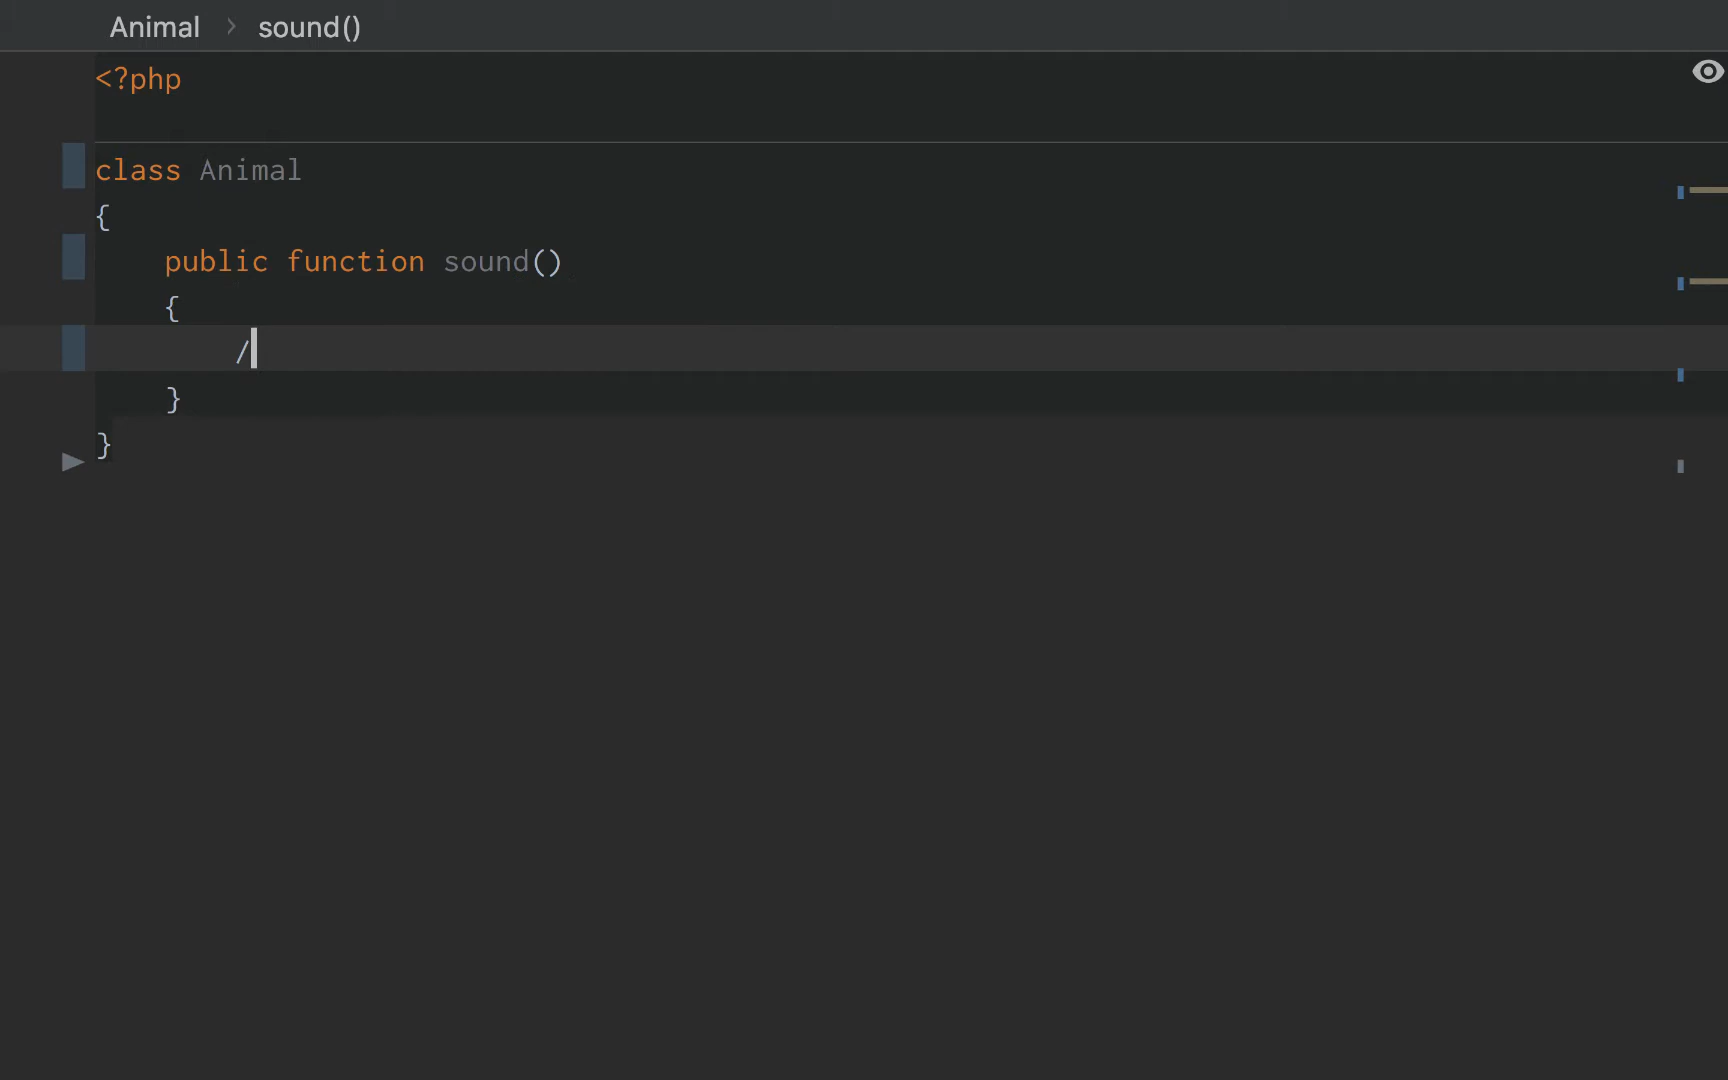 Animal › sound()
<?php
class Animal
{
    public function sound()
    {
        /
    }
}